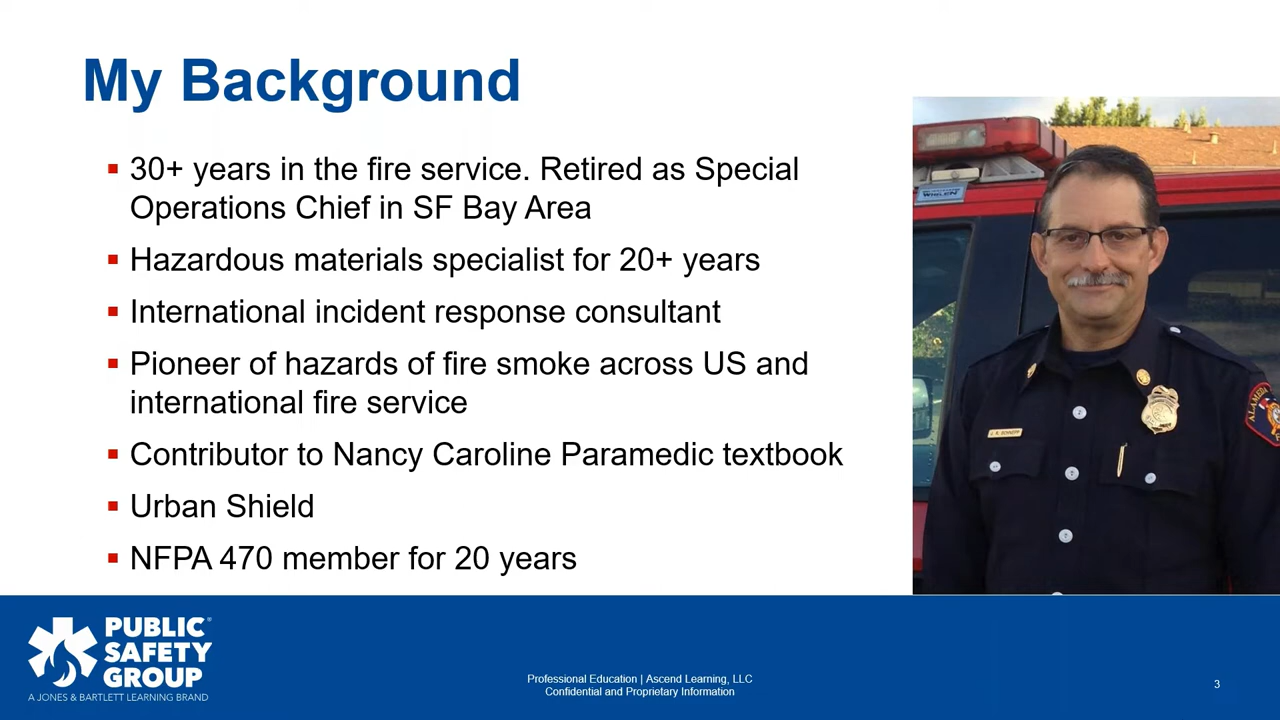 My Background
30+ years in the fire service. Retired as Special
Operations Chief in SF Bay Area
Hazardous materials specialist for 20+ years
International incident response consultant
Pioneer of hazards of fire smoke across US and
international fire service
Contributor to Nancy Caroline Paramedic textbook
Urban Shield
NFPA 470 member for 20 years
WHELEN
PUBLIC
SAFETY
GROUP
A JONES & BARTLETT LEARNING BRAND
Professional Education | Ascend Learning, LLC
Confidential and Proprietary Information
3